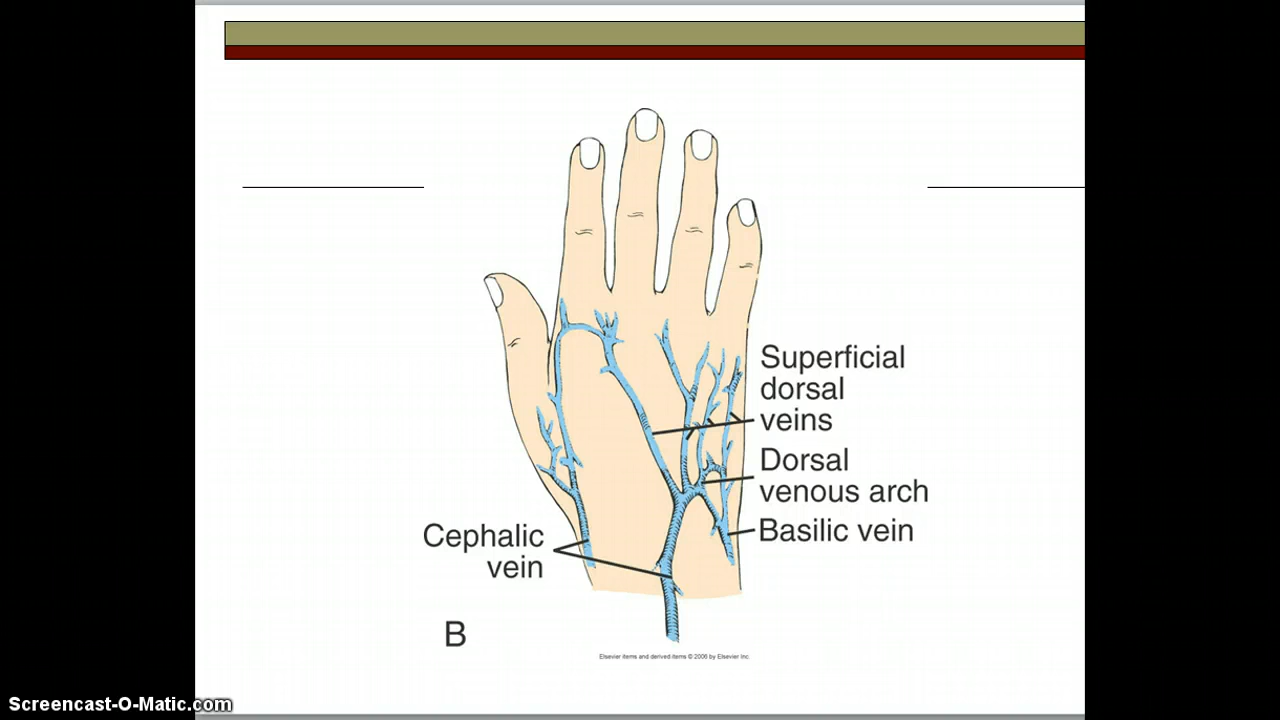 Superficial
dorsal
veins
Dorsal
venous arch
Basilic vein
Cephalic
vein
B
Elsevier items and derived items © 2006 by Elsevier Inc.
Screencast-O-Matic.com